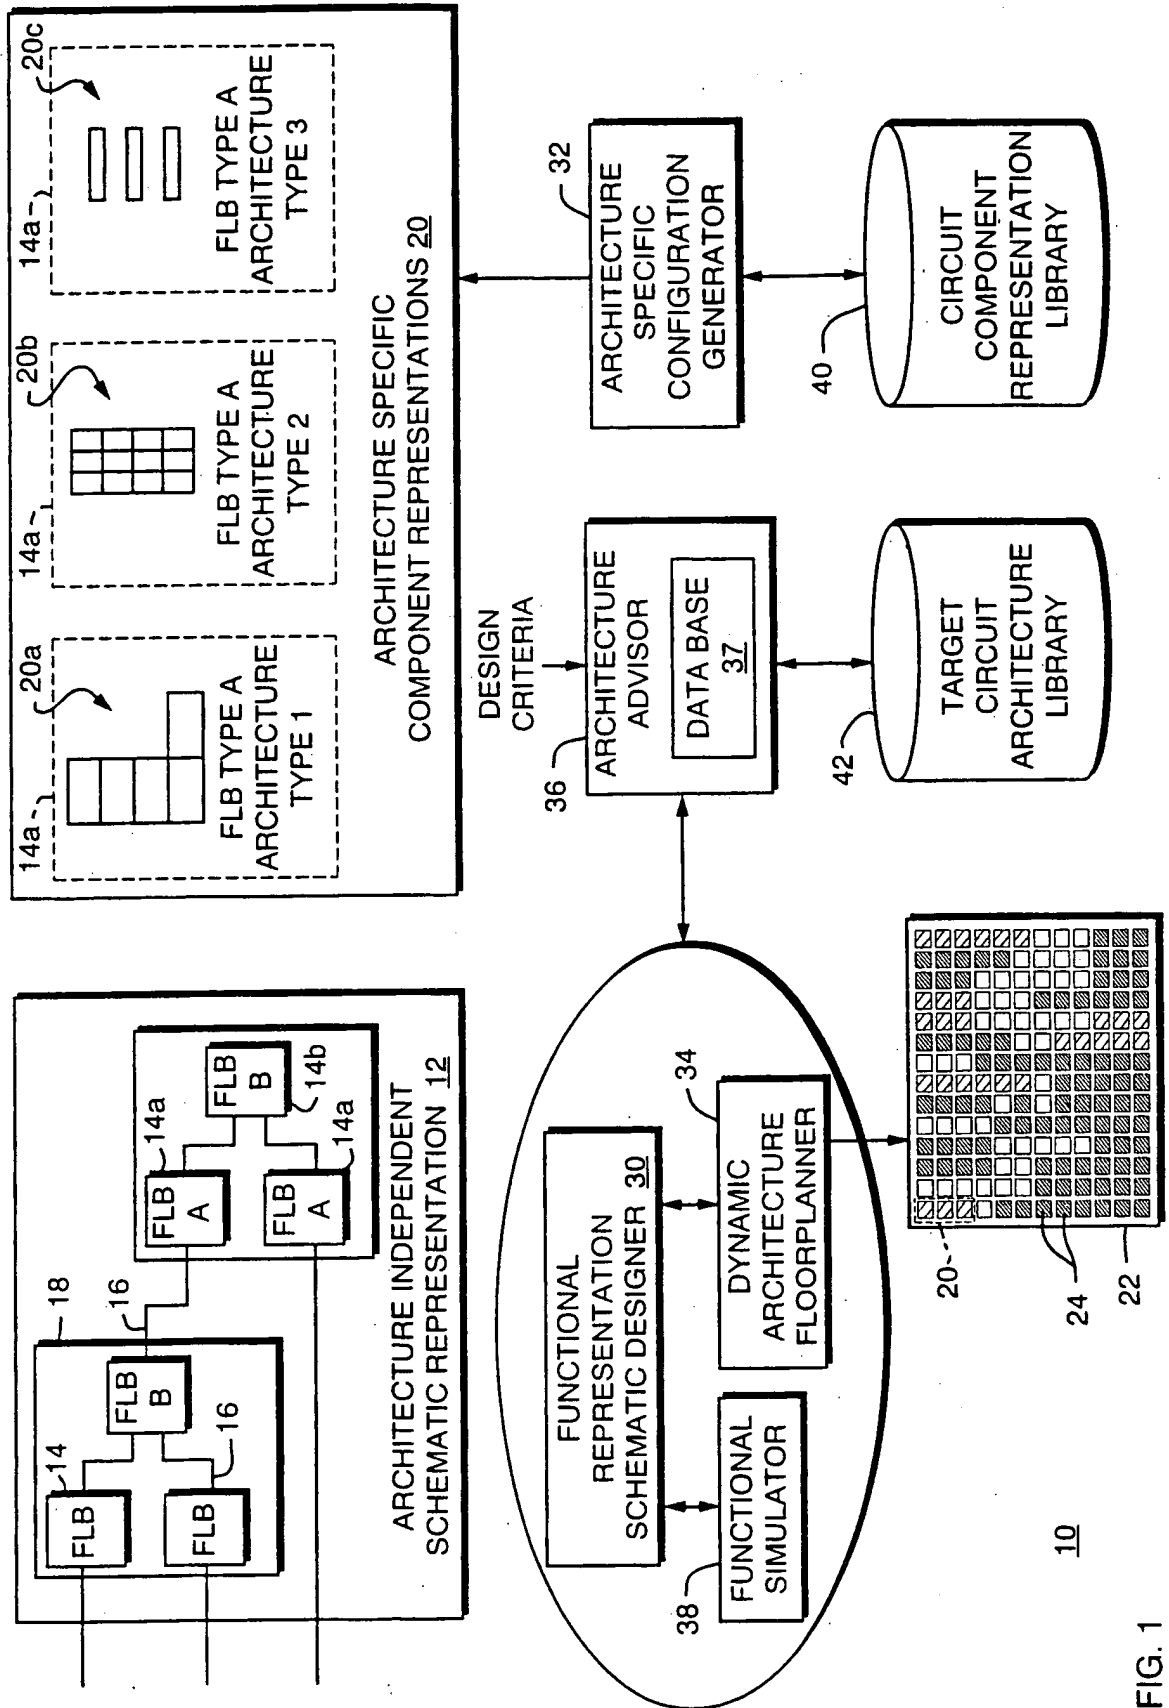 14
FLB
FLB
FLB
B
16
16
18
FLB
A
14a
FLB
A
14a
FLB
B
14b
ARCHITECTURE INDEPENDENT
SCHEMATIC REPRESENTATION 12
14a
20a
FLB TYPE A
ARCHITECTURE
TYPE 1
14a
20b
FLB TYPE A
ARCHITECTURE
TYPE 2
14a
20c
FLB TYPE A
ARCHITECTURE
TYPE 3
ARCHITECTURE SPECIFIC
COMPONENT REPRESENTATIONS 20
FUNCTIONAL
REPRESENTATION
SCHEMATIC DESIGNER 30
38
FUNCTIONAL
SIMULATOR
34
DYNAMIC
ARCHITECTURE
FLOORPLANNER
DESIGN
CRITERIA
36
ARCHITECTURE
ADVISOR
DATA BASE
37
32
ARCHITECTURE
SPECIFIC
CONFIGURATION
GENERATOR
20
24
22
42
TARGET
CIRCUIT
ARCHITECTURE
LIBRARY
40
CIRCUIT
COMPONENT
REPRESENTATION
LIBRARY
10
FIG. 1